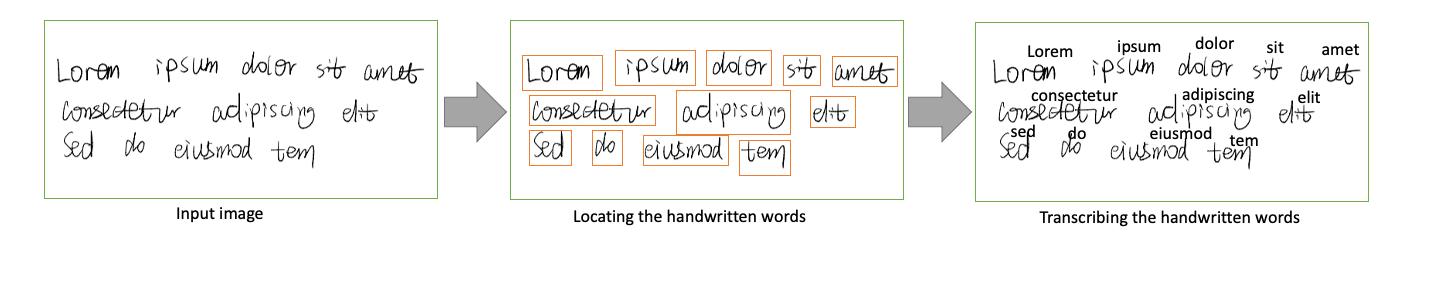 Lorem ipsum dolor sit amet
consectetur adipiscing elit
Sed do eiusmod tem
Input image
Lorem ipsum dolor sit amet
consectetur adipiscing elit
Sed do eiusmod tem
Locating the handwritten words
Lorem ipsum dolor sit amet
Lorem ipsum dolor sit amet
consectetur adipiscing elit
consectetur adipiscing elit
sed do eiusmod tem
Sed do eiusmod tem
Transcribing the handwritten words